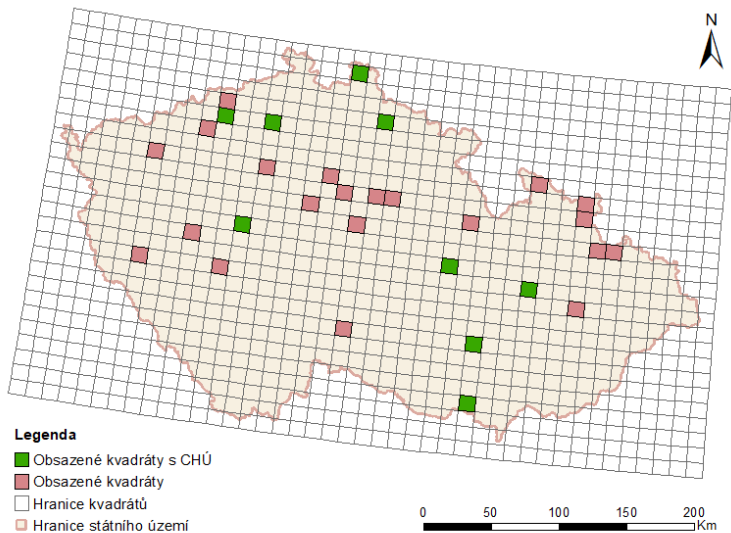 N
Legenda
Obsazené kvadráty s CHÚ
Obsazené kvadráty
Hranice kvadrátů
Hranice státního území
0 50 100 150 200
Km